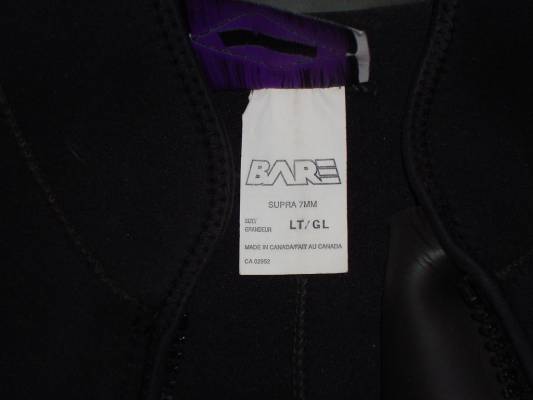 BARE
SUPRA 7MM
SIZE/
GRANDEUR LT/GL
MADE IN CANADA/FAIT AU CANADA
CA 02952